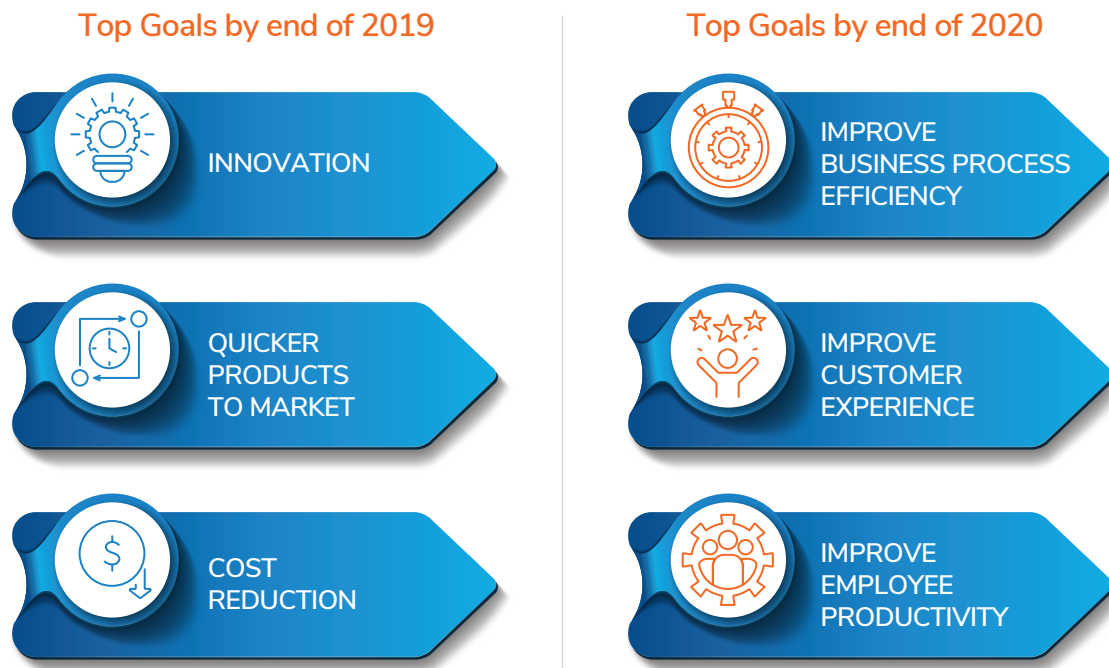 Top Goals by end of 2019
INNOVATION
QUICKER
PRODUCTS
TO MARKET
$
COST
REDUCTION
Top Goals by end of 2020
IMPROVE
BUSINESS PROCESS
EFFICIENCY
IMPROVE
CUSTOMER
EXPERIENCE
IMPROVE
EMPLOYEE
PRODUCTIVITY